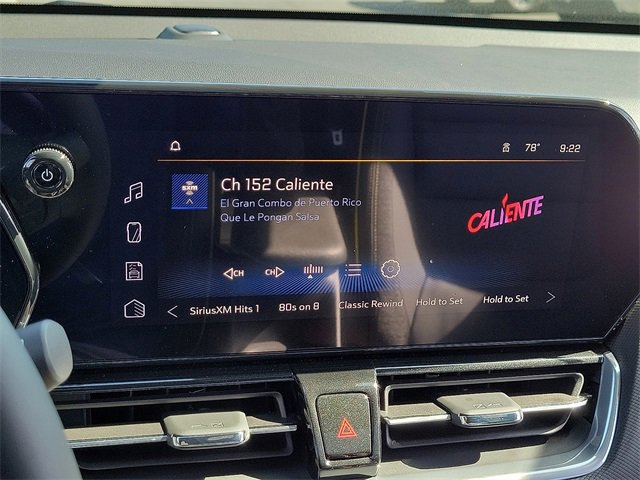 78° 9:22
SXM
Ch 152 Caliente
El Gran Combo de Puerto Rico
Que Le Pongan Salsa
CALIENTE
CH CH
SiriusXM Hits 1 80s on 8 Classic Rewind Hold to Set Hold to Set